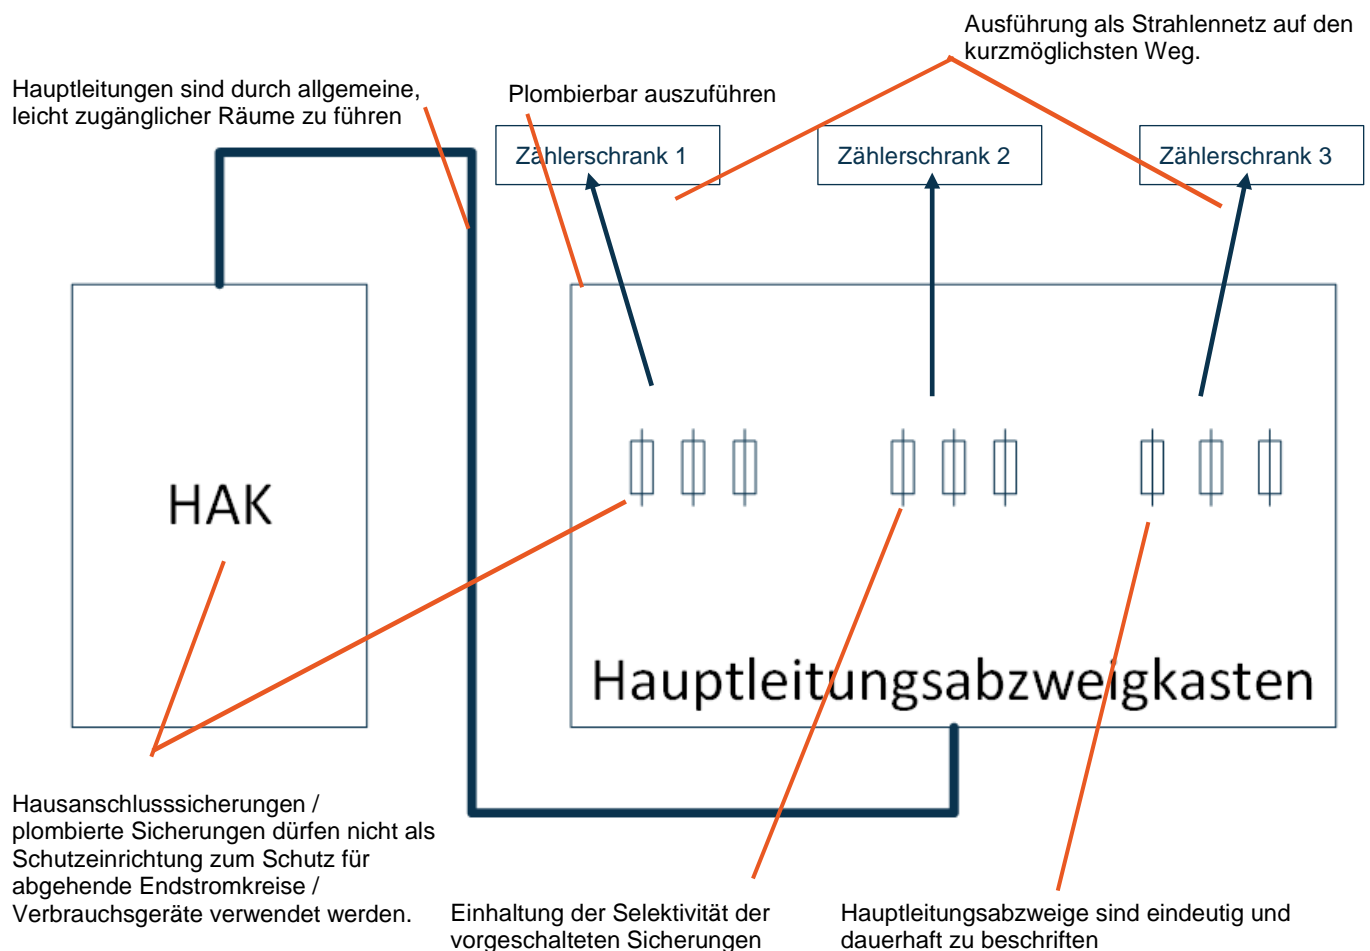 Ausführung als Strahlennetz auf den
kurzmöglichsten Weg.
Hauptleitungen sind durch allgemeine,
leicht zugänglicher Räume zu führen
Plombierbar auszuführen
Zählerschrank 1
Zählerschrank 2
Zählerschrank 3
HAK
Hauptleitungsabzweigkasten
Hausanschlusssicherungen /
plombierte Sicherungen dürfen nicht als
Schutzeinrichtung zum Schutz für
abgehende Endstromkreise /
Verbrauchsgeräte verwendet werden.
Einhaltung der Selektivität der
vorgeschalteten Sicherungen
Hauptleitungsabzweige sind eindeutig und
dauerhaft zu beschriften